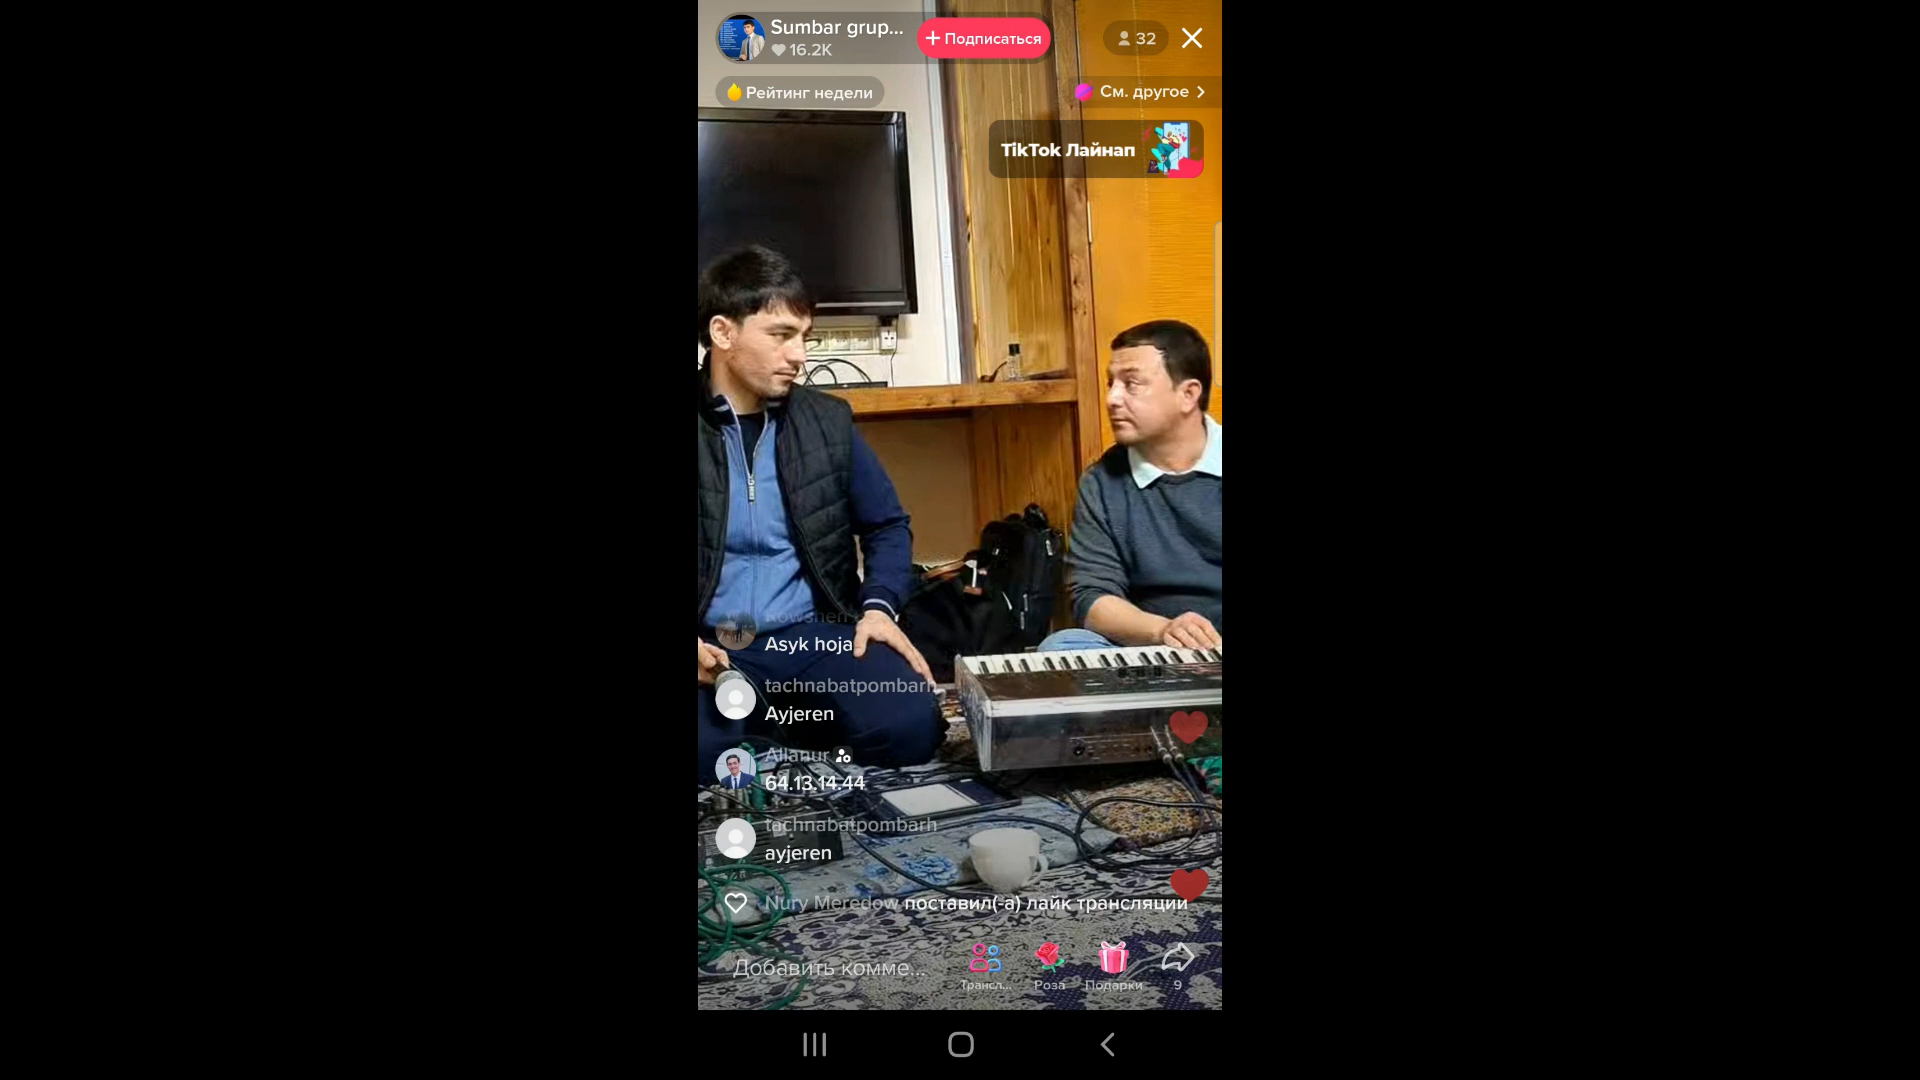 Sumbar grup...
16.2K
+ Подписаться
32
Рейтинг недели
См. другое
TikTok Лайнап
Asyk hoja
tachnabatpombarh
Ayjeren
Allanur
64.13.14.44
tachnabatpombarh
ayjeren
Nury Meredow поставил(-а) лайк трансляции
Добавить комме...
Трансл...
Роза
Подарки
9